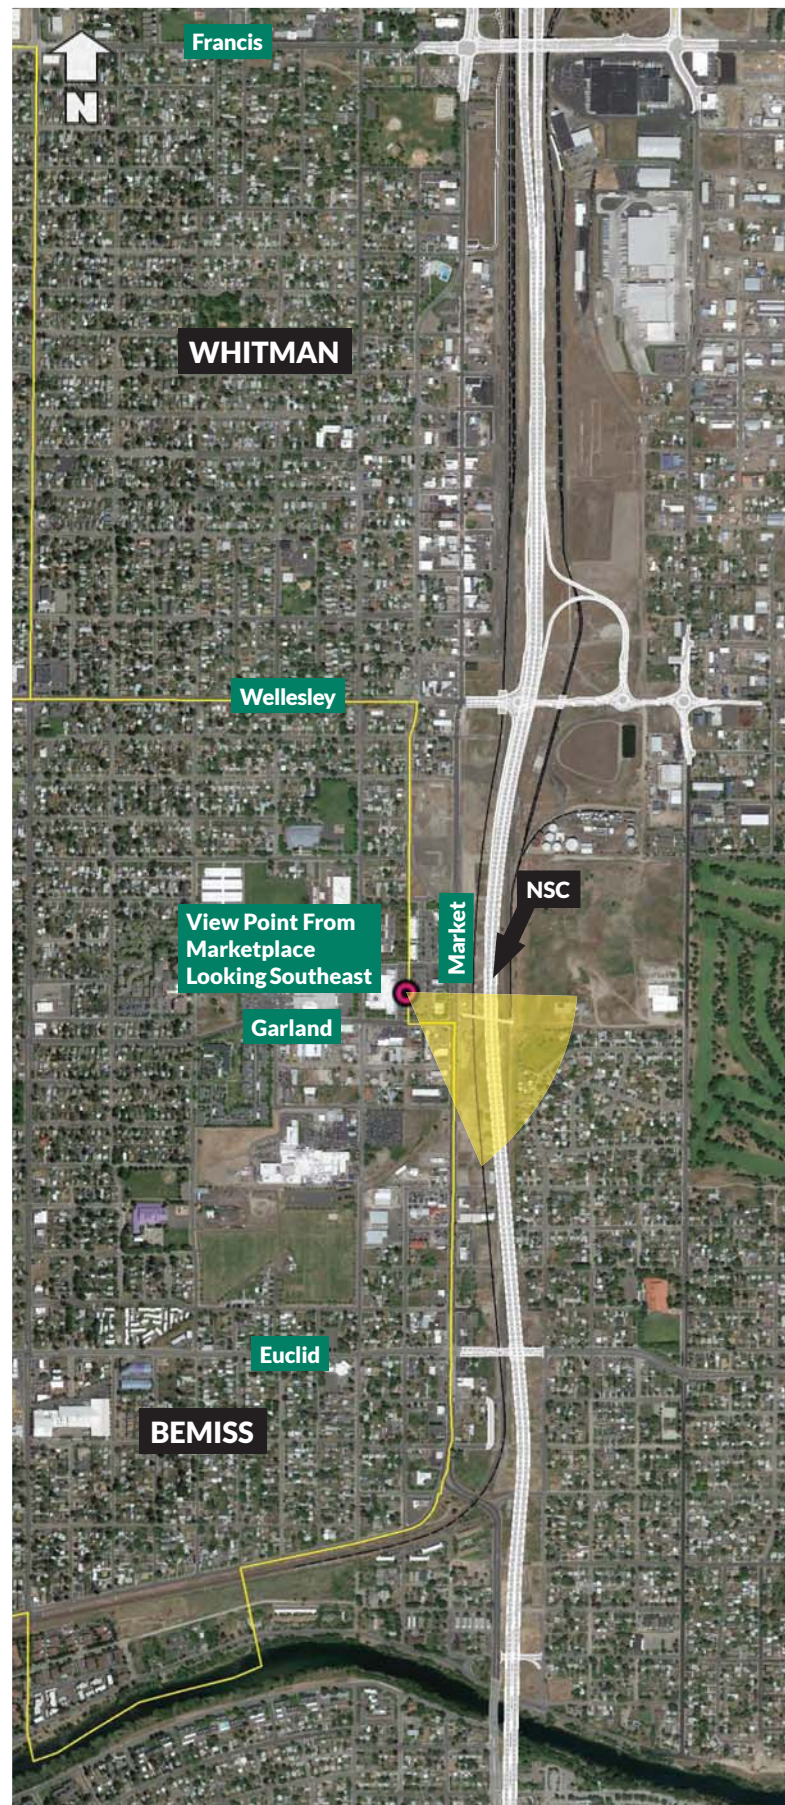 Francis
N
WHITMAN
Wellesley
NSC
View Point From
Marketplace
Looking Southeast
Market
Garland
Euclid
BEMISS